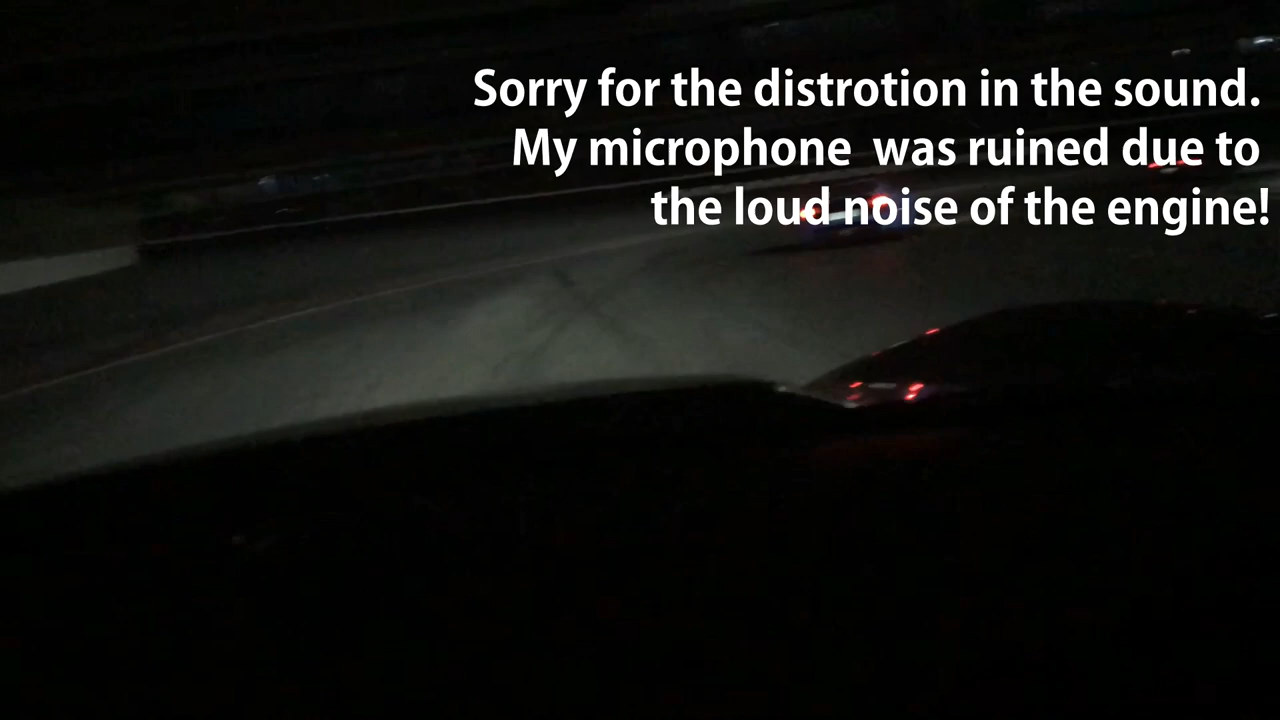 Sorry for the distrotion in the sound.
My microphone  was ruined due to
the loud noise of the engine!